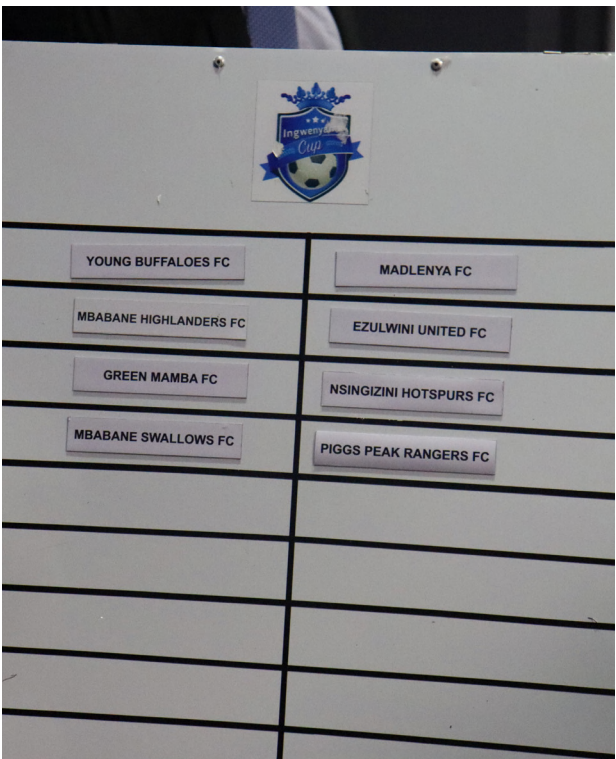 Ingwenyama
Cup
YOUNG BUFFALOES FC
MADLENYA FC
MBABANE HIGHLANDERS FC
EZULWINI UNITED FC
GREEN MAMBA FC
NSINGIZINI HOTSPURS FC
MBABANE SWALLOWS FC
PIGGS PEAK RANGERS FC